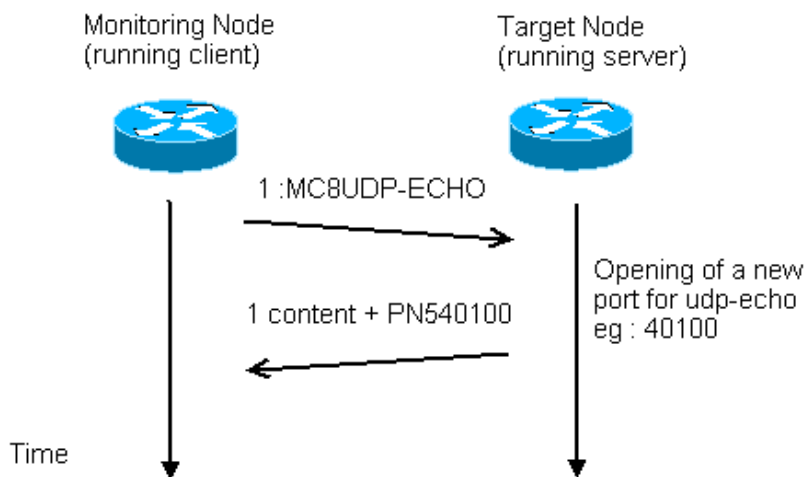 Monitoring Node
(running client)
Target Node
(running server)
1 :MC8UDP-ECHO
Opening of a new
port for udp-echo
eg : 40100
1 content + PN540100
Time